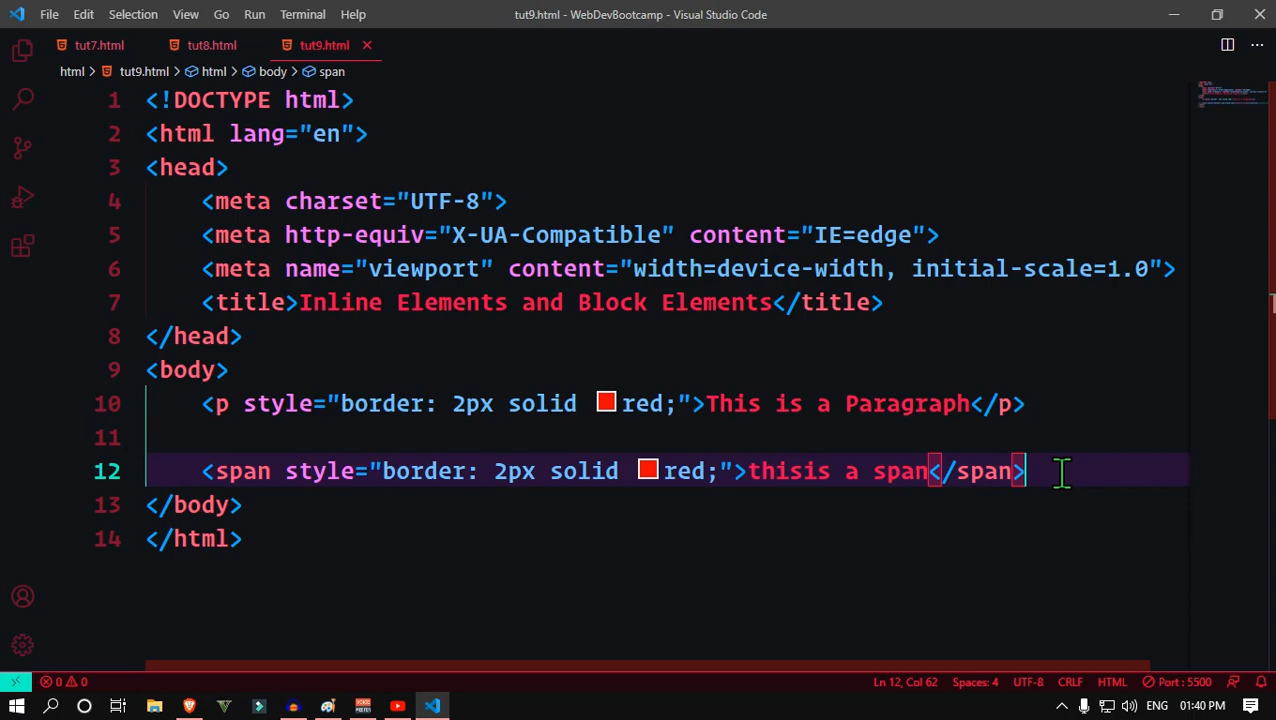 File Edit Selection View Go Run Terminal Help tut9.html - WebDevBootcamp - Visual Studio Code
tut7.html tut8.html tut9.html
html > tut9.html > html > body > span
1 <!DOCTYPE html>
2 <html lang="en">
3 <head>
4 <meta charset="UTF-8">
5 <meta http-equiv="X-UA-Compatible" content="IE=edge">
6 <meta name="viewport" content="width=device-width, initial-scale=1.0">
7 <title>Inline Elements and Block Elements</title>
8 </head>
9 <body>
10 <p style="border: 2px solid red;">This is a Paragraph</p>
11
12 <span style="border: 2px solid red;">thisis a span</span>
13 </body>
14 </html>
0 0 Ln 12, Col 62 Spaces: 4 UTF-8 CRLF HTML Port : 5500
ENG 01:40 PM